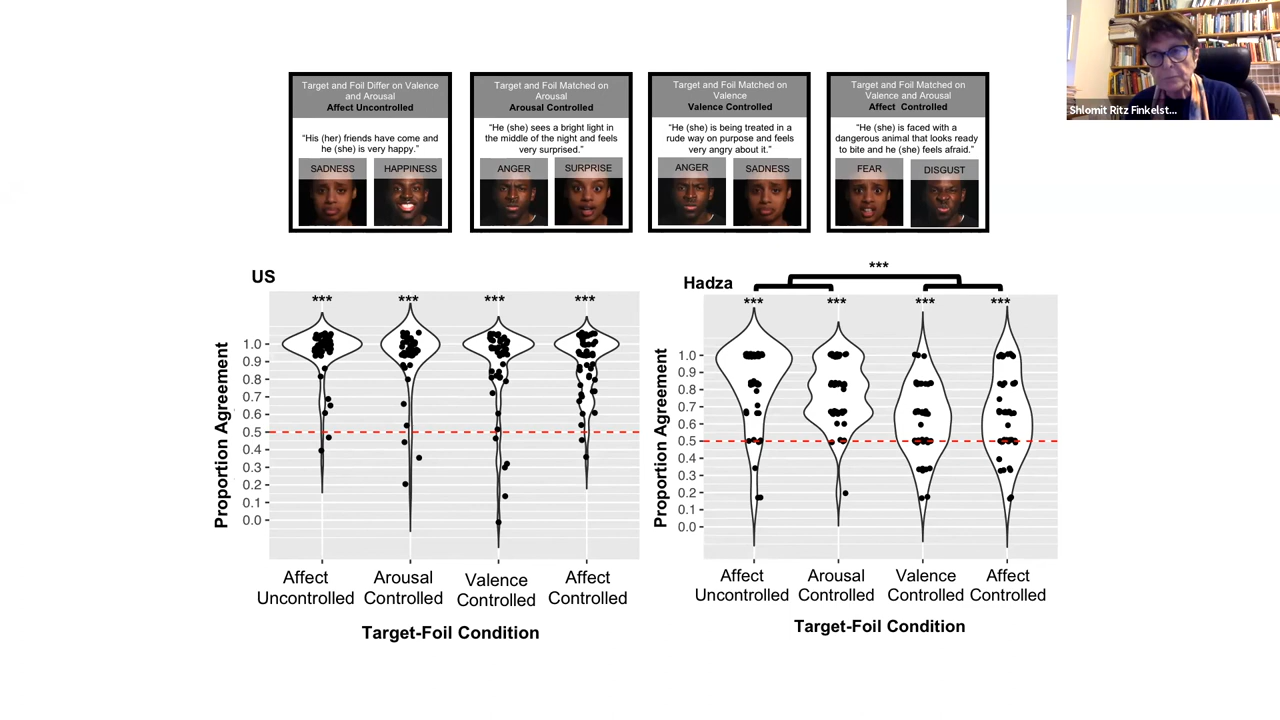 Target and Foil Differ on Valence
and Arousal
Affect Uncontrolled
"His (her) friends have come and
he (she) is very happy."
SADNESS
HAPPINESS
Target and Foil Matched on
Arousal
Arousal Controlled
"He (she) sees a bright light in
the middle of the night and feels
very surprised."
ANGER
SURPRISE
Target and Foil Matched on
Valence
Valence Controlled
"He (she) is being treated in a
rude way on purpose and feels
very angry about it."
ANGER
SADNESS
Target and Foil Matched on
Valence and Arousal
Affect Controlled
"He (she) is faced with a
dangerous animal that looks ready
to bite and he (she) feels afraid."
FEAR
DISGUST
Shlomit Ritz Finkelst...
US
*** *** *** ***
Proportion Agreement
1.0
0.9
0.8
0.7
0.6
0.5
0.4
0.3
0.2
0.1
0.0
Affect
Uncontrolled
Arousal
Controlled
Valence
Controlled
Affect
Controlled
Target-Foil Condition
Hadza
***
*** *** *** ***
Proportion Agreement
1.0
0.9
0.8
0.7
0.6
0.5
0.4
0.3
0.2
0.1
0.0
Affect
Uncontrolled
Arousal
Controlled
Valence
Controlled
Affect
Controlled
Target-Foil Condition